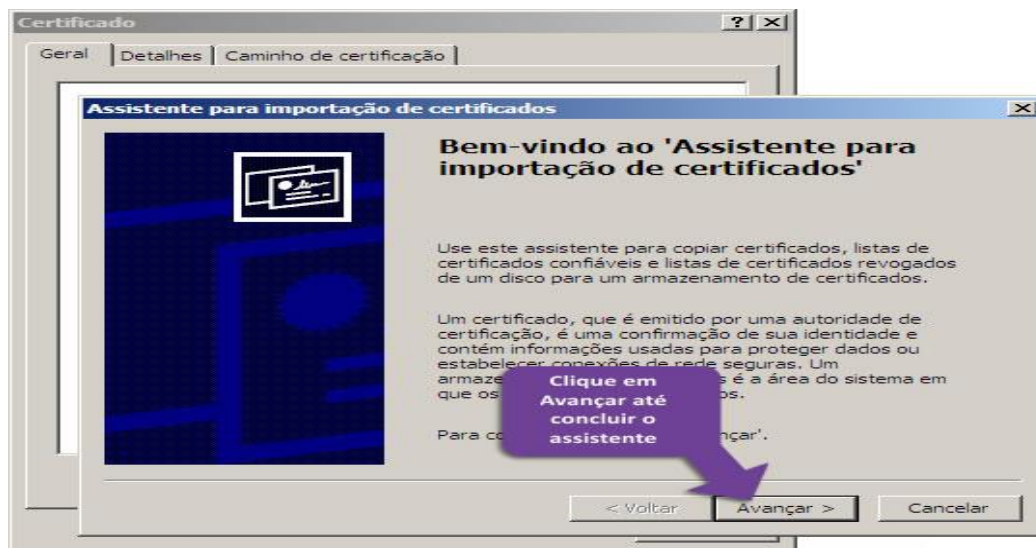 Certificado
Geral Detalhes Caminho de certificação
Assistente para importação de certificados
Bem-vindo ao 'Assistente para
importação de certificados'
Use este assistente para copiar certificados, listas de
certificados confiáveis e listas de certificados revogados
de um disco para um armazenamento de certificados.
Um certificado, que é emitido por uma autoridade de
certificação, é uma confirmação de sua identidade e
contém informações usadas para proteger dados ou
estabelecer conexões de rede seguras. Um
é a área do sistema em
que os
Clique em
Avançar até
concluir o
assistente
Para
< Voltar Avançar > Cancelar